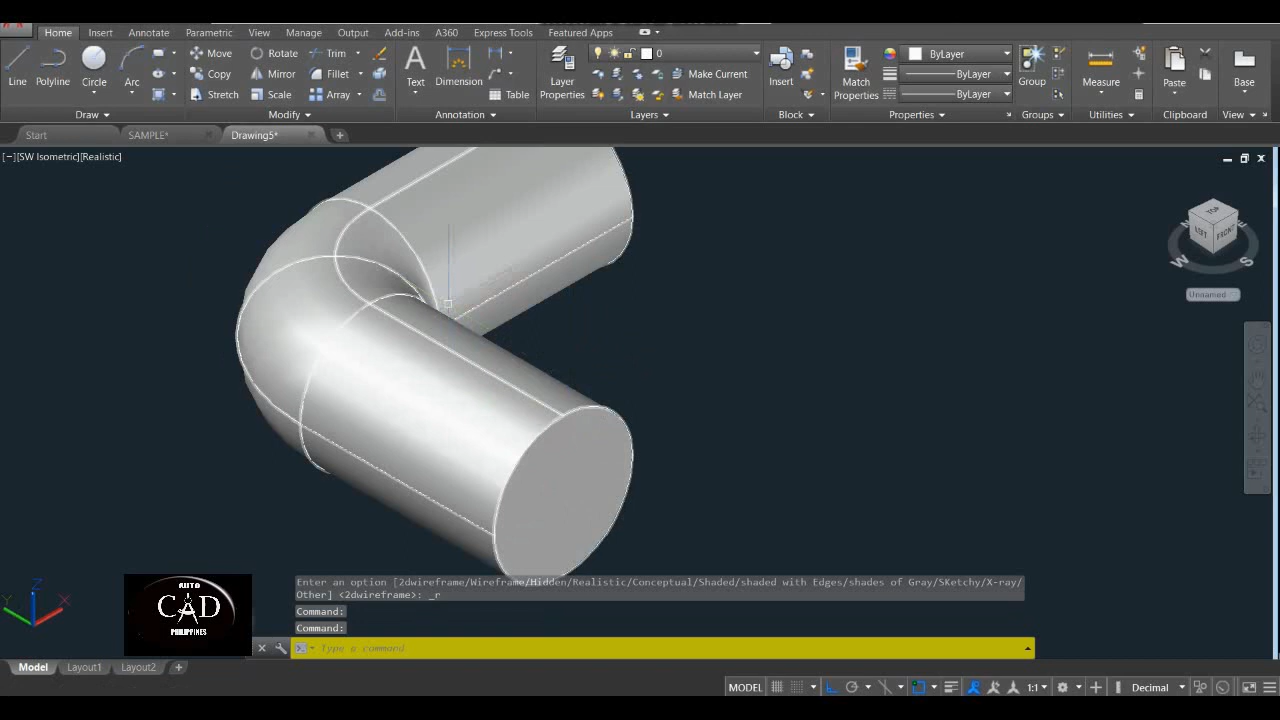 Home Insert Annotate Parametric View Manage Output Add-ins A360 Express Tools Featured Apps
Move Rotate Trim
0
ByLayer
Line Polyline Circle Arc
Copy Mirror Fillet
Text Dimension
Layer Properties
Make Current
Insert
Match Properties
ByLayer
Group Measure Paste Base
Stretch Scale Array
Table
Match Layer
ByLayer
Draw Modify Annotation Layers Block Properties Groups Utilities Clipboard View
Start SAMPLE* Drawing5*
[−][SW Isometric][Realistic]
TOP
LEFT FRONT
W S
Unnamed
Enter an option [2dwireframe/Wireframe/Hidden/Realistic/Conceptual/Shaded/shaded with Edges/shades of Gray/SKetchy/X-ray/
Other] <2dwireframe>: _r
Command:
Command:
Type a command
Z
Y X
AUTO
CAD
PHILIPPINES
Model Layout1 Layout2
MODEL 1:1 Decimal